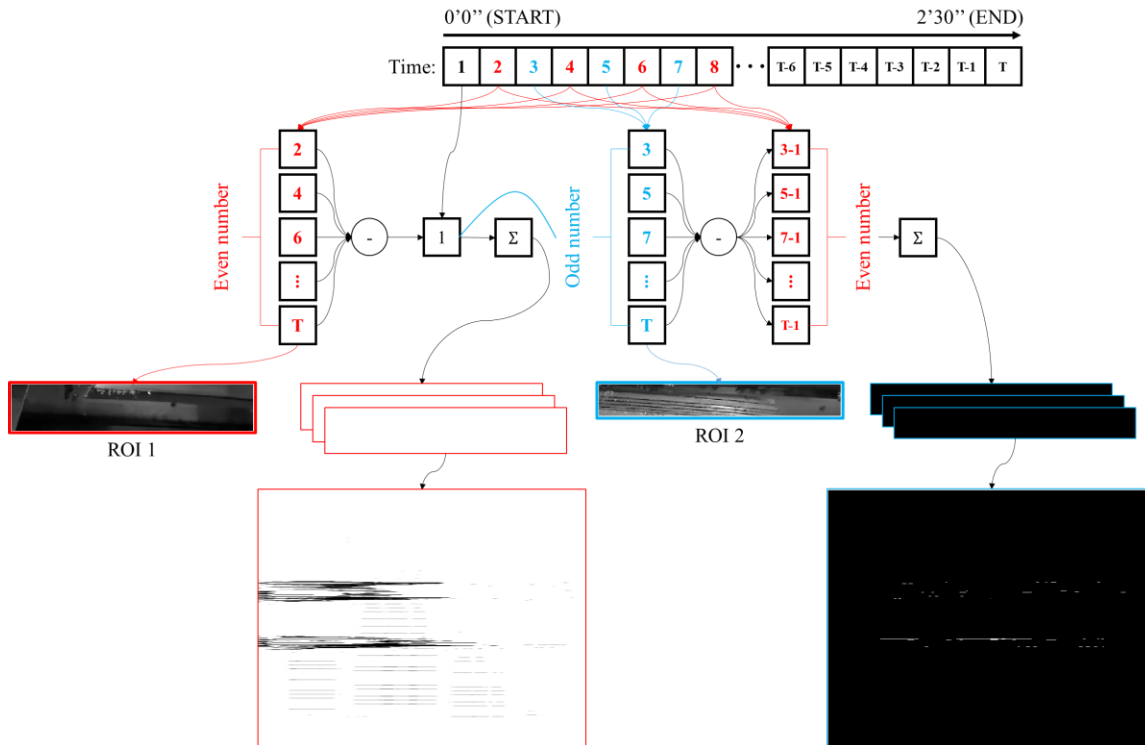 0’0’’ (START) 2’30’’ (END)
Time: 1 2 3 4 5 6 7 8 ··· T-6 T-5 T-4 T-3 T-2 T-1 T
2 3 3-1
4 5 5-1
Even number 6 - 1 Σ Odd number 7 - 7-1 Even number Σ
⋮ ⋮ ⋮
T T T-1
ROI 1 ROI 2